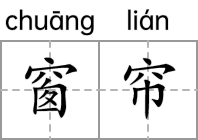 chuāng lián
窗帘